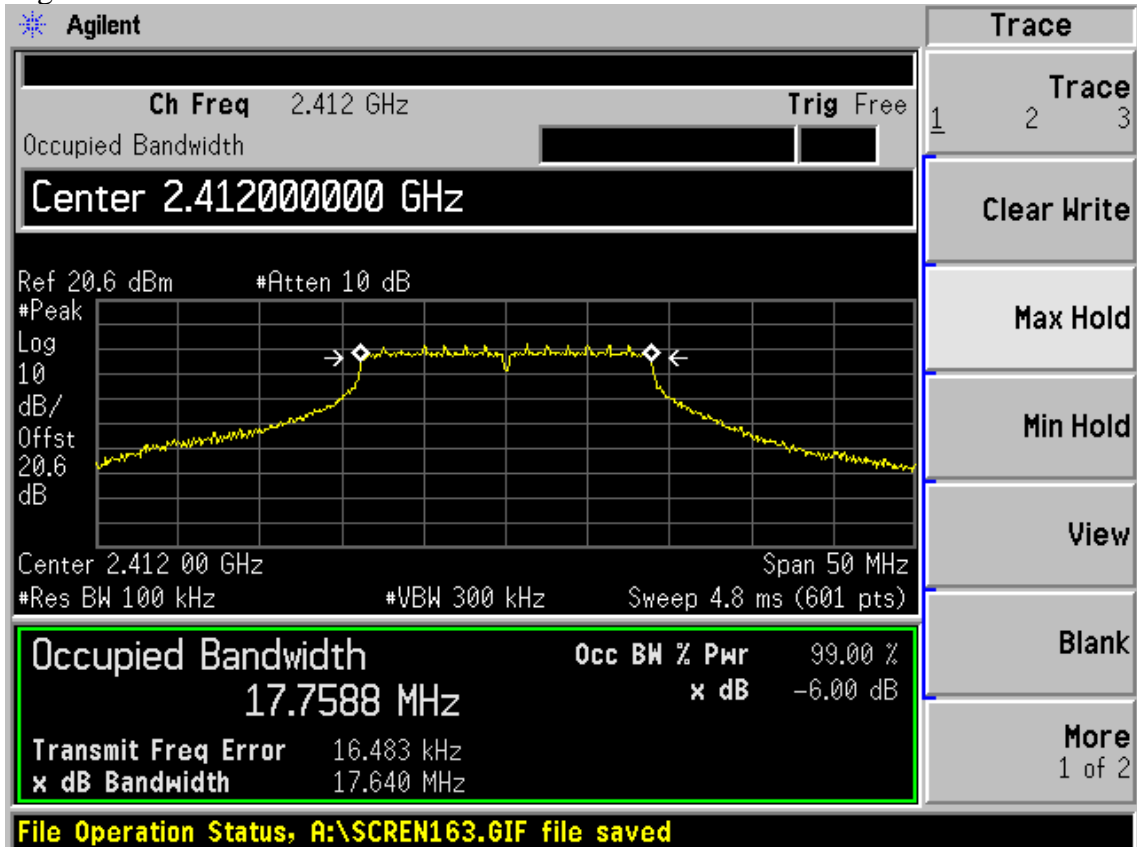 Agilent
Trace
Ch Freq 2.412 GHz Trig Free
Occupied Bandwidth
Center 2.412000000 GHz
Ref 20.6 dBm #Atten 10 dB
#Peak
Log
10
dB/
Offst
20.6
dB
Center 2.412 00 GHz Span 50 MHz
#Res BW 100 kHz #VBW 300 kHz Sweep 4.8 ms (601 pts)
Occupied Bandwidth
17.7588 MHz
Occ BW % Pwr 99.00 %
x dB -6.00 dB
Transmit Freq Error 16.483 kHz
x dB Bandwidth 17.640 MHz
Trace
1 2 3
Clear Write
Max Hold
Min Hold
View
Blank
More
1 of 2
File Operation Status, A:\SCREN163.GIF file saved